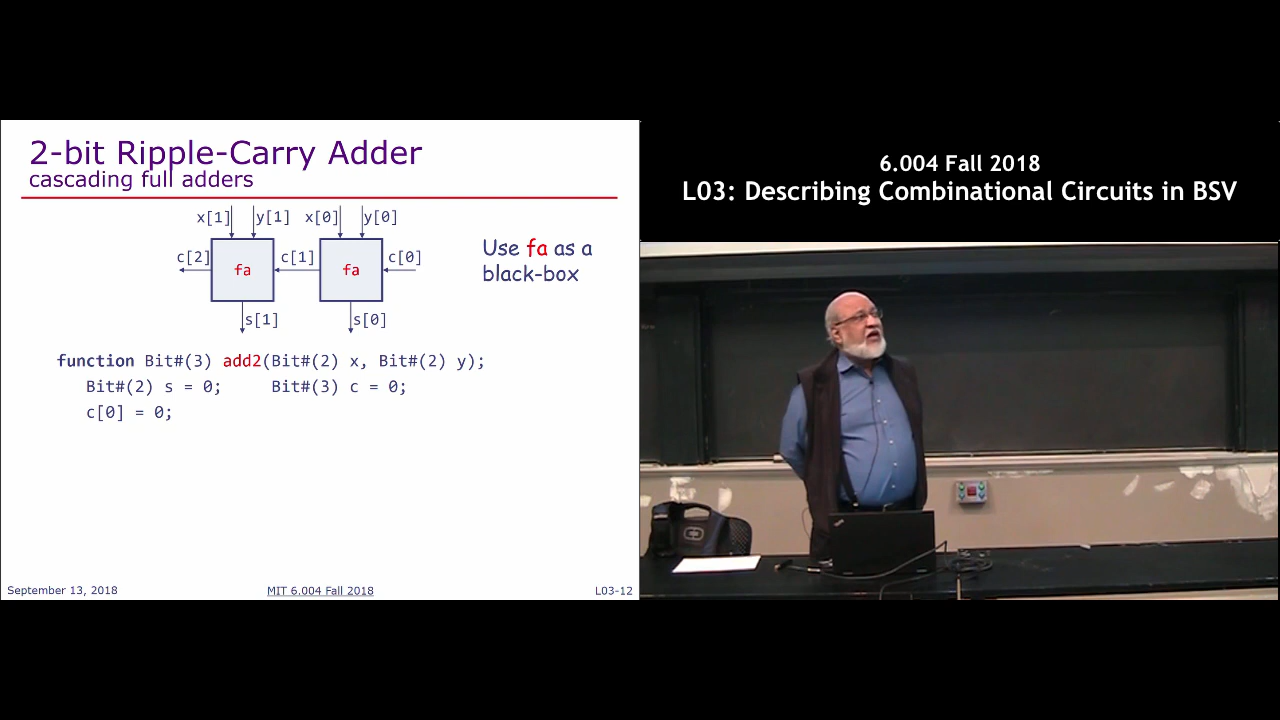 2-bit Ripple-Carry Adder
cascading full adders
x[1] y[1] x[0] y[0]
c[2] fa c[1] fa c[0]
s[1] s[0]
Use fa as a
black-box
function Bit#(3) add2(Bit#(2) x, Bit#(2) y);
Bit#(2) s = 0; Bit#(3) c = 0;
c[0] = 0;
September 13, 2018 MIT 6.004 Fall 2018 L03-12
6.004 Fall 2018
L03: Describing Combinational Circuits in BSV